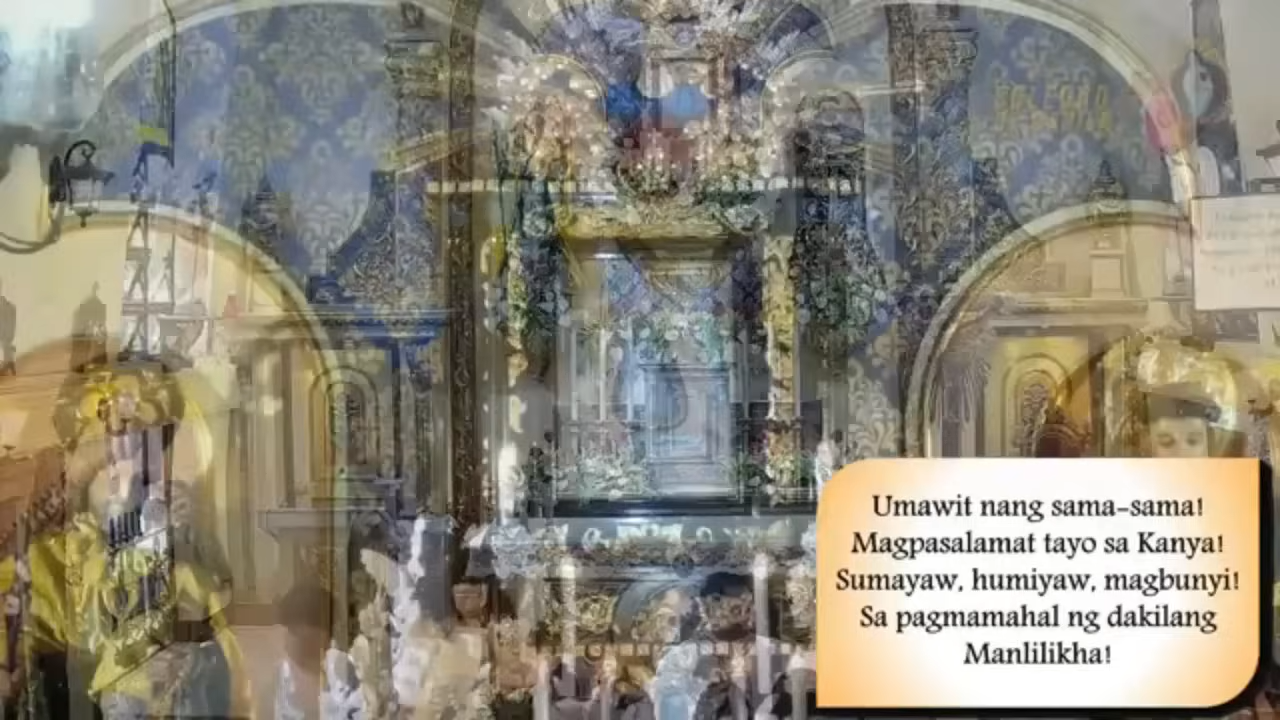 Umawit nang sama-sama!
Magpasalamat tayo sa Kanya!
Sumayaw, humiyaw, magbunyi!
Sa pagmamahal ng dakilang
Manlilikha!